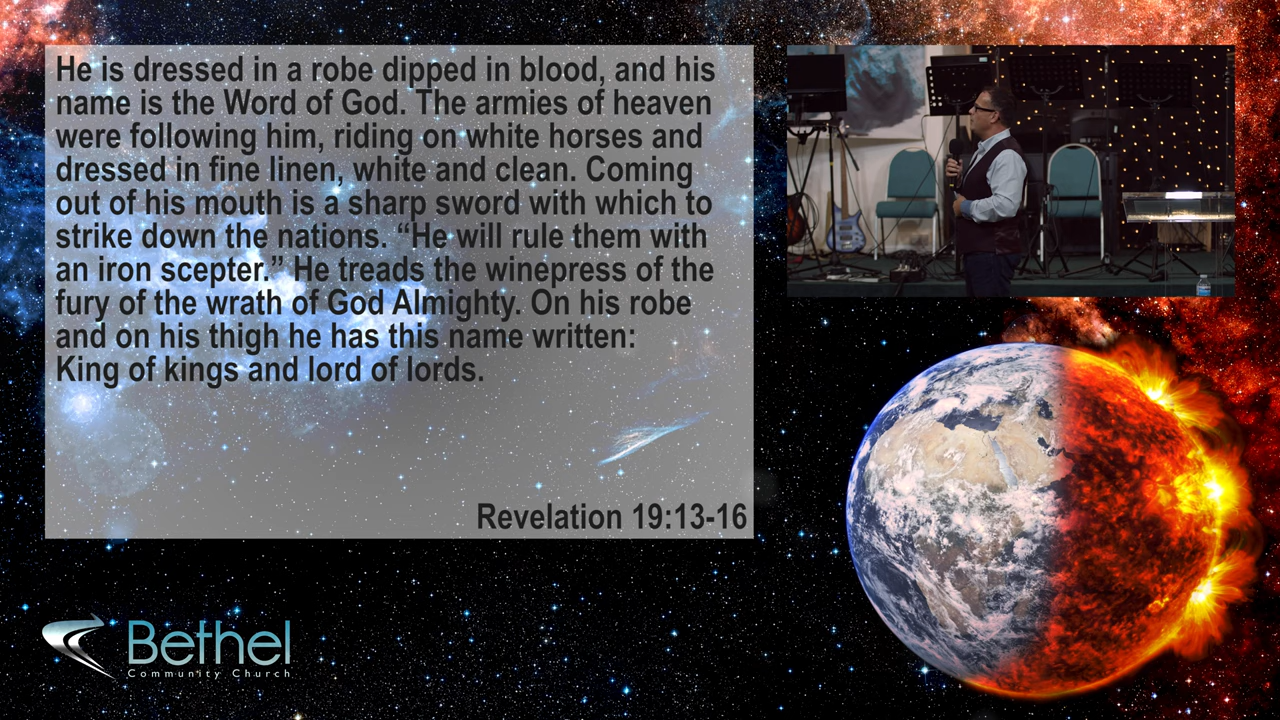 He is dressed in a robe dipped in blood, and his
name is the Word of God. The armies of heaven
were following him, riding on white horses and
dressed in fine linen, white and clean. Coming
out of his mouth is a sharp sword with which to
strike down the nations. “He will rule them with
an iron scepter.” He treads the winepress of the
fury of the wrath of God Almighty. On his robe
and on his thigh he has this name written:
King of kings and lord of lords.
Revelation 19:13-16
Bethel
Community Church